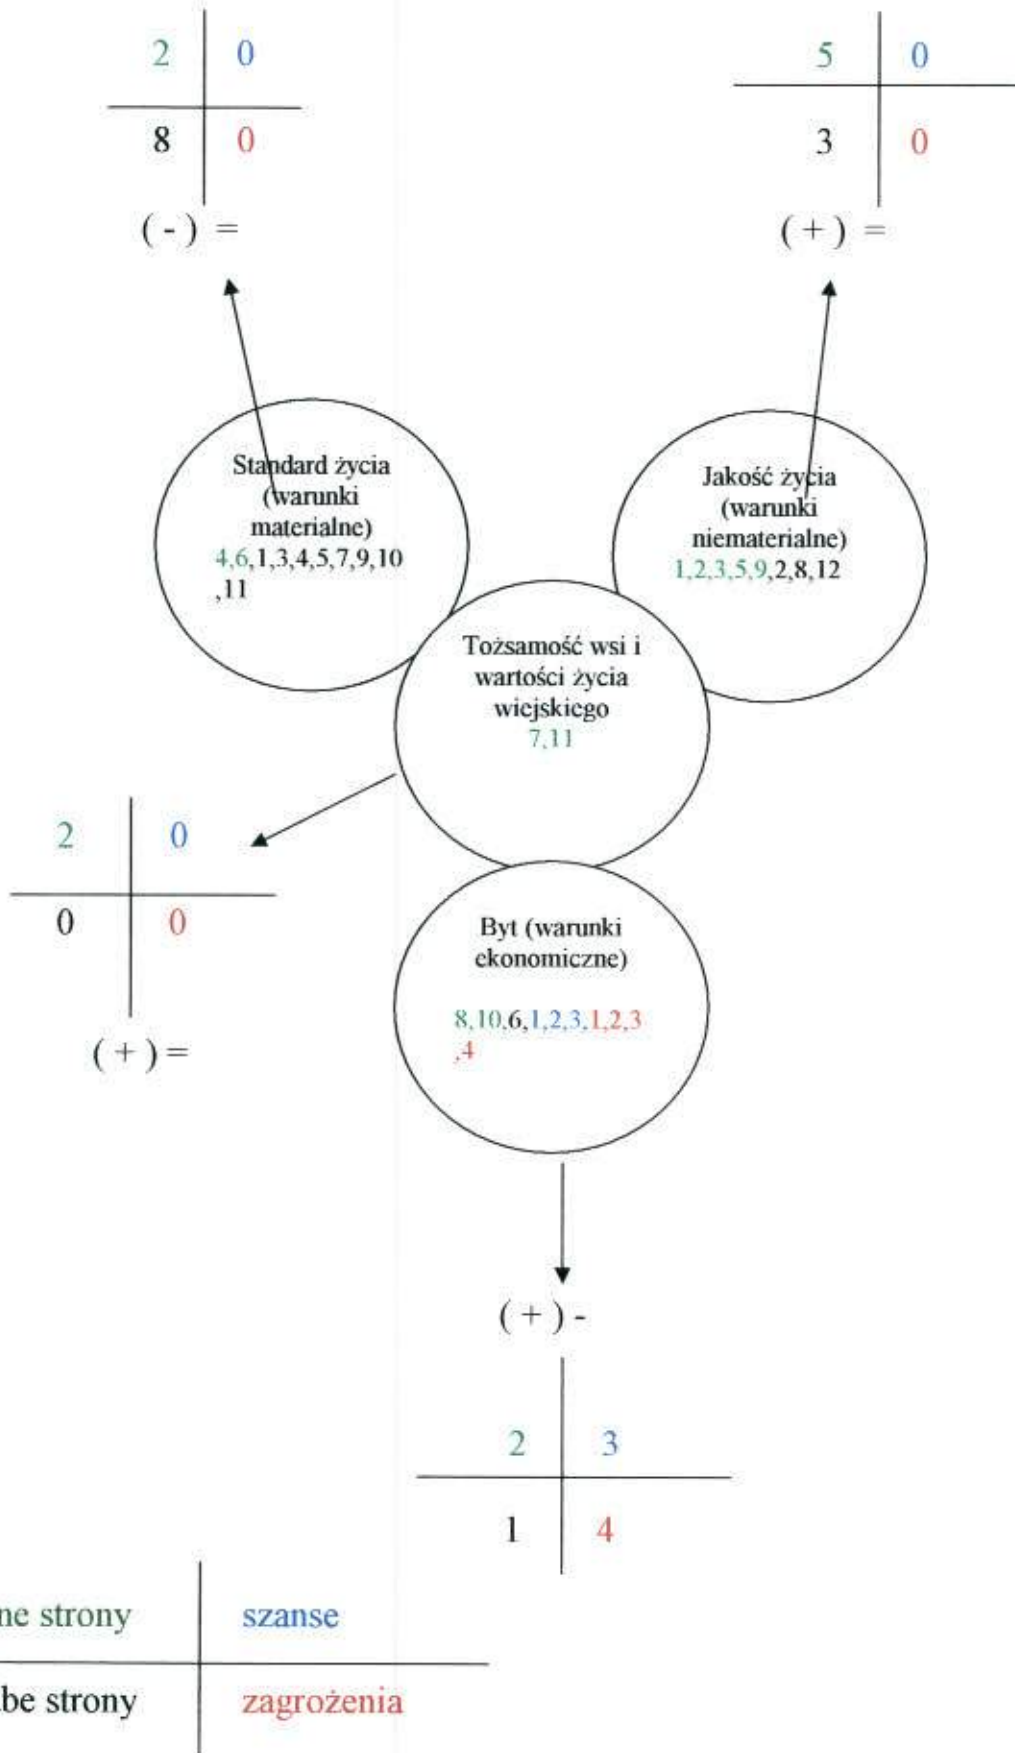 2 0
8 0
( - ) =
5 0
3 0
( + ) =
Standard życia
(warunki
materialne)
4,6,1,3,4,5,7,9,10
,11
Jakość życia
(warunki
niematerialne)
1,2,3,5,9,2,8,12
Tożsamość wsi i
wartości życia
wiejskiego
7,11
2 0
0 0
( + ) =
Byt (warunki
ekonomiczne)
8,10,6,1,2,3,1,2,3
,4
( + ) -
2 3
1 4
ne strony szanse
be strony zagrożenia